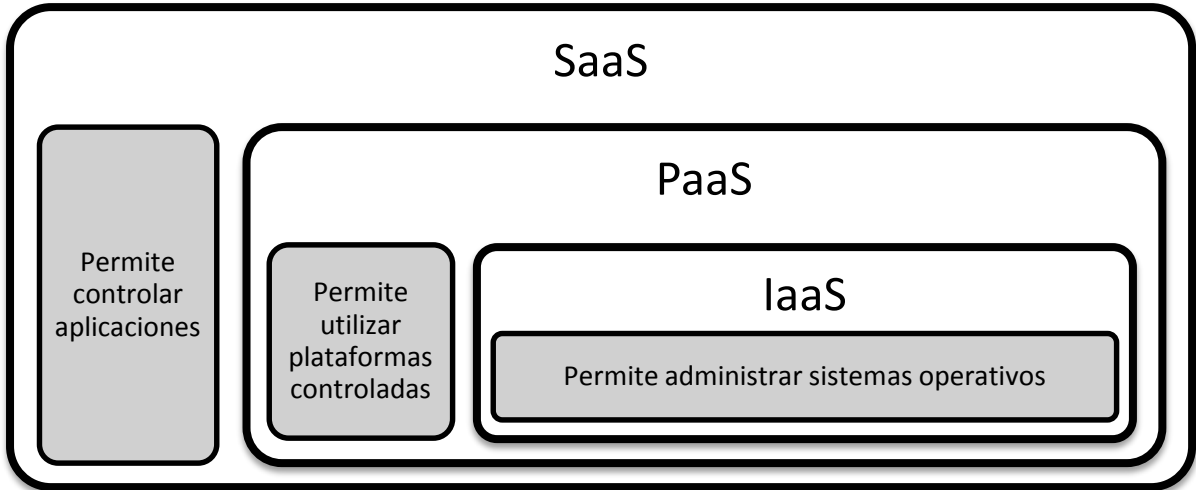 SaaS
Permite
controlar
aplicaciones
PaaS
Permite
utilizar
plataformas
controladas
IaaS
Permite administrar sistemas operativos